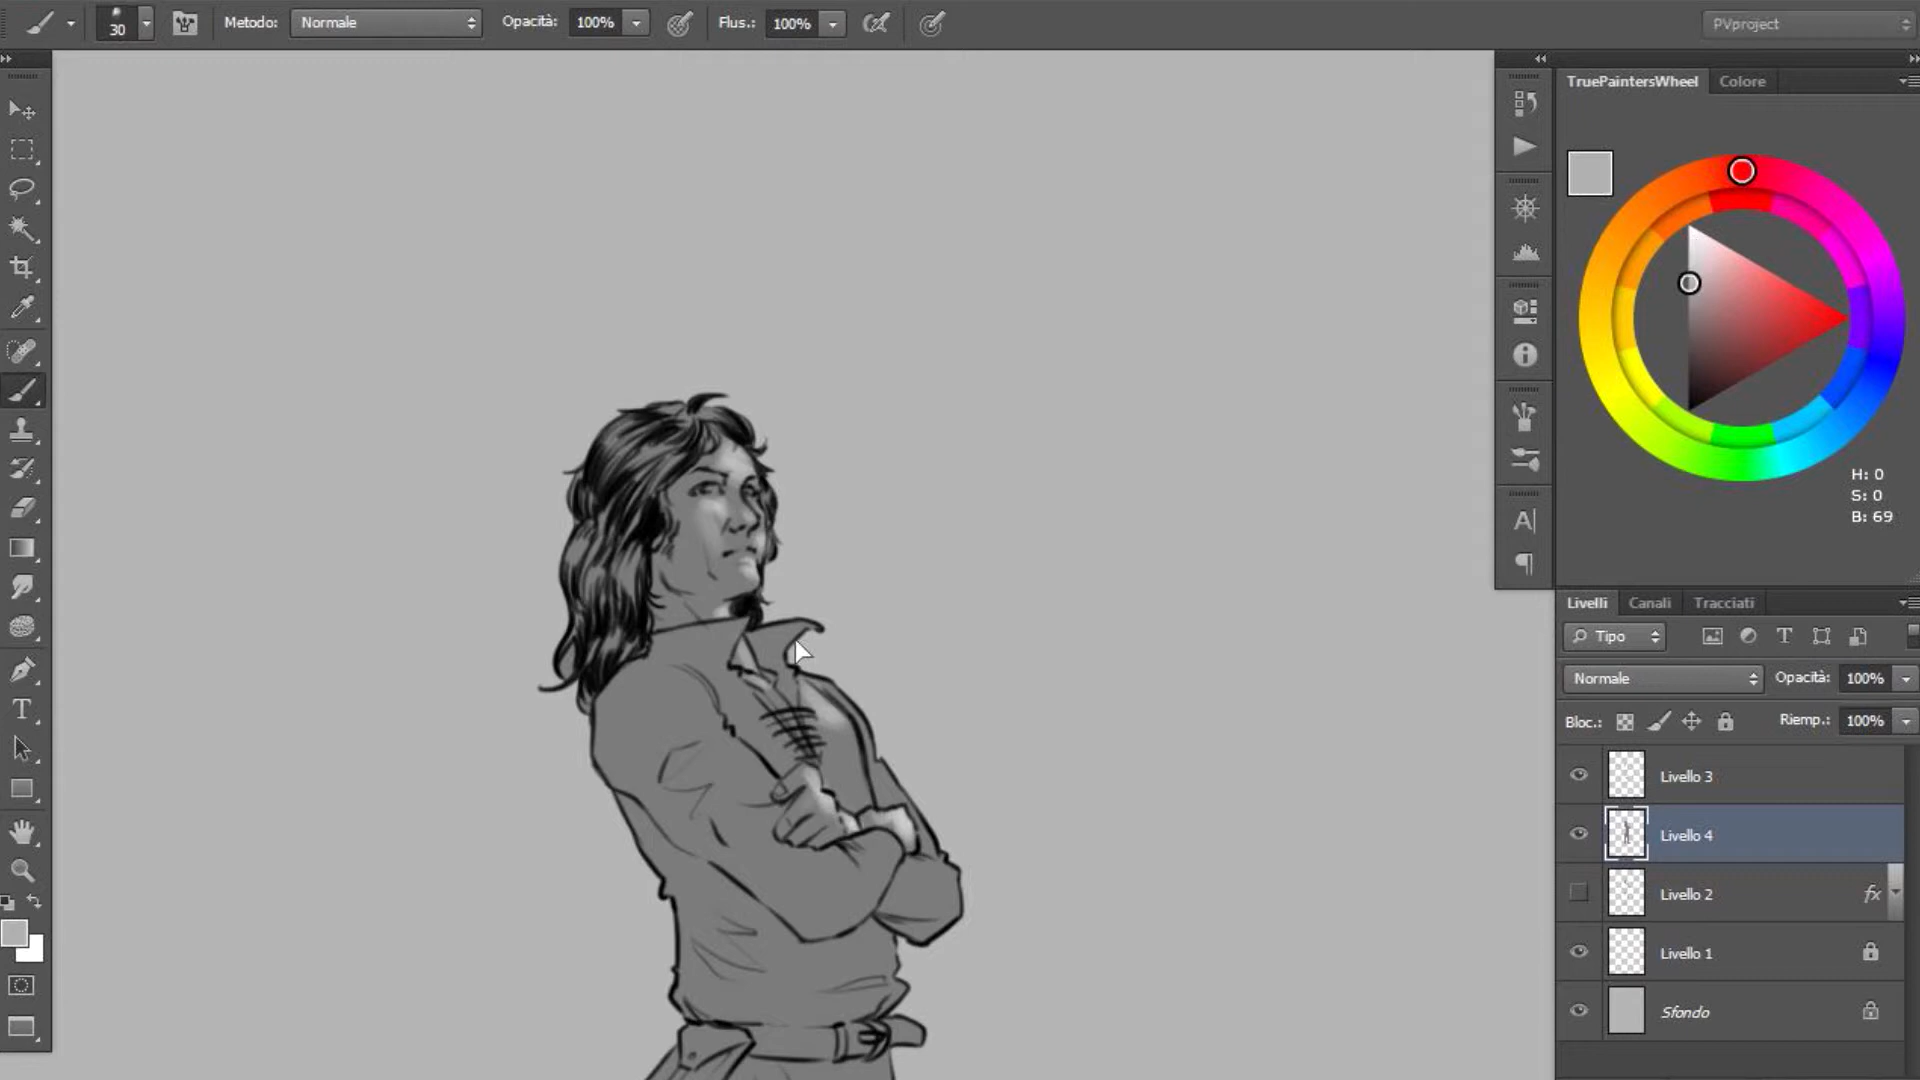 30
Metodo: Normale Opacità: 100% Flus.: 100% PVproject
TruePaintersWheel Colore
H: 0
S: 0
B: 69
Livelli Canali Tracciati
Tipo
Normale Opacità: 100%
Bloc.: Riemp.: 100%
Livello 3
Livello 4
Livello 2 fx
Livello 1
Sfondo